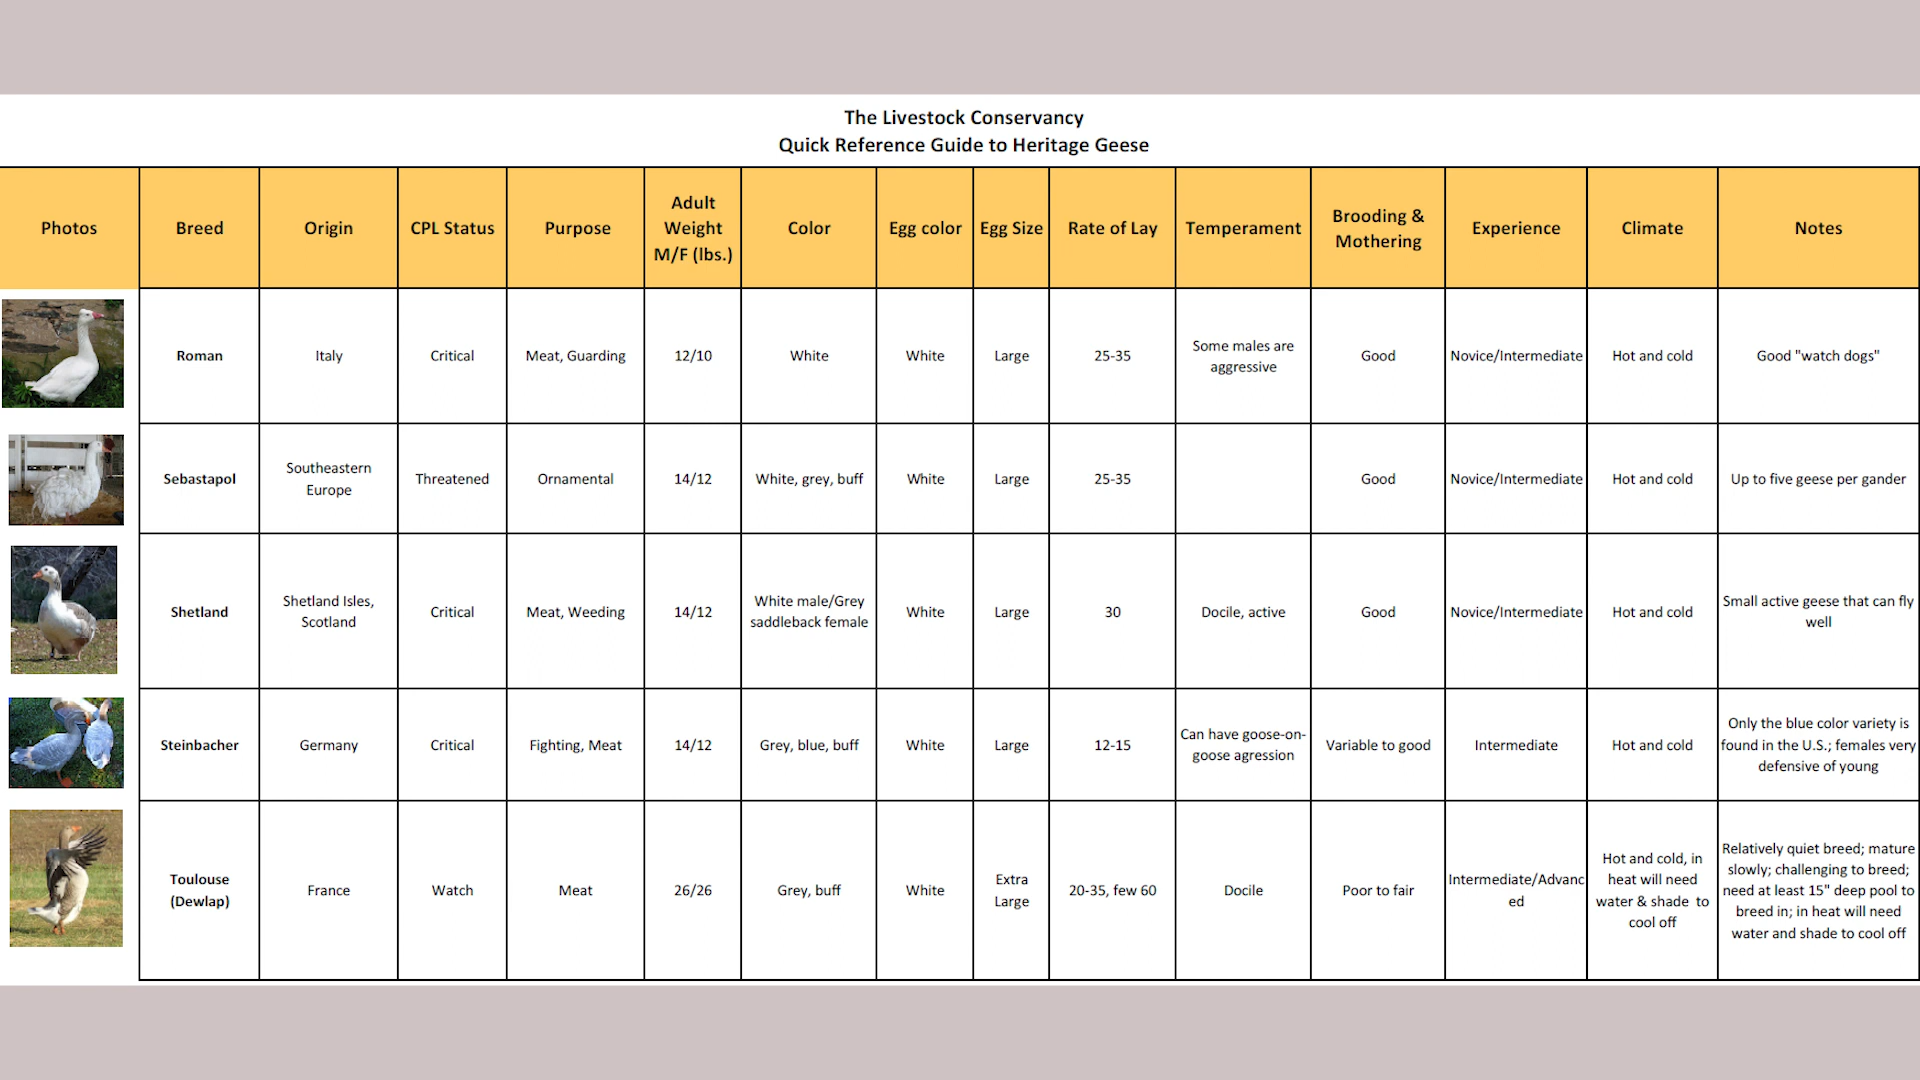 The Livestock Conservancy
Quick Reference Guide to Heritage Geese
Photos Breed Origin CPL Status Purpose Adult Weight M/F (lbs.) Color Egg color Egg Size Rate of Lay Temperament Brooding & Mothering Experience Climate Notes
Roman Italy Critical Meat, Guarding 12/10 White White Large 25-35 Some males are aggressive Good Novice/Intermediate Hot and cold Good "watch dogs"
Sebastapol Southeastern Europe Threatened Ornamental 14/12 White, grey, buff White Large 25-35 Good Novice/Intermediate Hot and cold Up to five geese per gander
Shetland Shetland Isles, Scotland Critical Meat, Weeding 14/12 White male/Grey saddleback female White Large 30 Docile, active Good Novice/Intermediate Hot and cold Small active geese that can fly well
Steinbacher Germany Critical Fighting, Meat 14/12 Grey, blue, buff White Large 12-15 Can have goose-on-goose agression Variable to good Intermediate Hot and cold Only the blue color variety is found in the U.S.; females very defensive of young
Toulouse (Dewlap) France Watch Meat 26/26 Grey, buff White Extra Large 20-35, few 60 Docile Poor to fair Intermediate/Advanced Hot and cold, in heat will need water & shade to cool off Relatively quiet breed; mature slowly; challenging to breed; need at least 15" deep pool to breed in; in heat will need water and shade to cool off